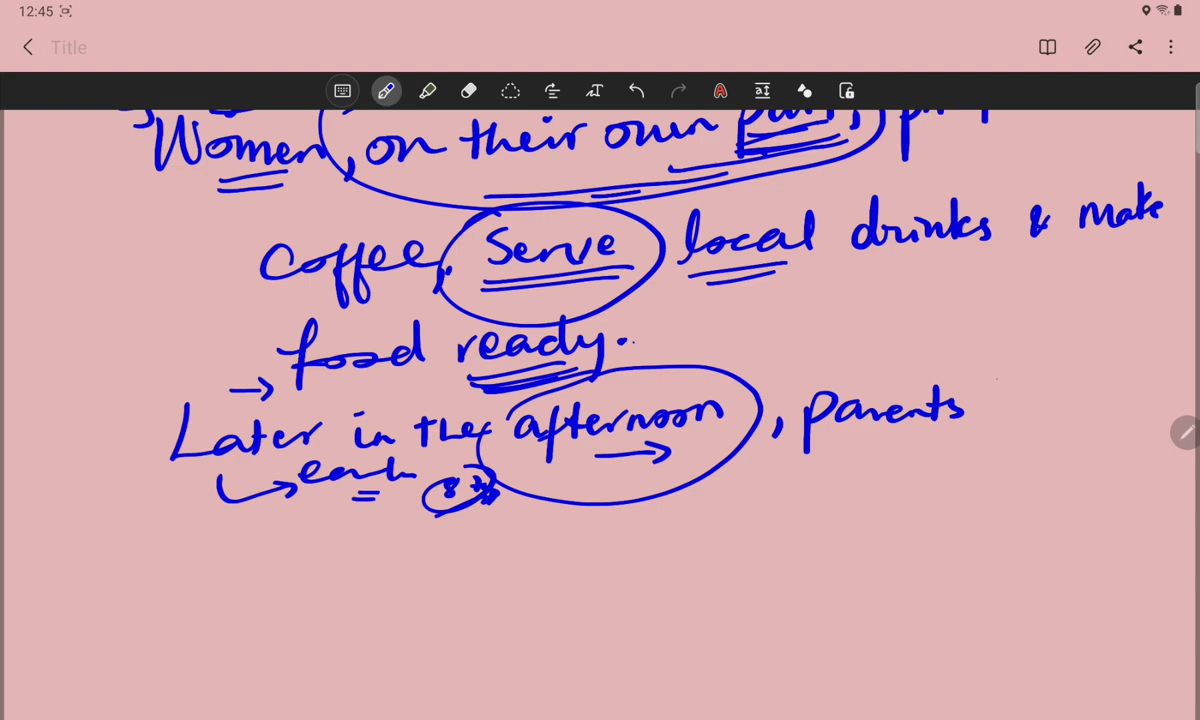 12:45
Title
Women, on their own part,
Coffee, Serve local drinks & make
food ready.
→
Later in the afternoon, parents